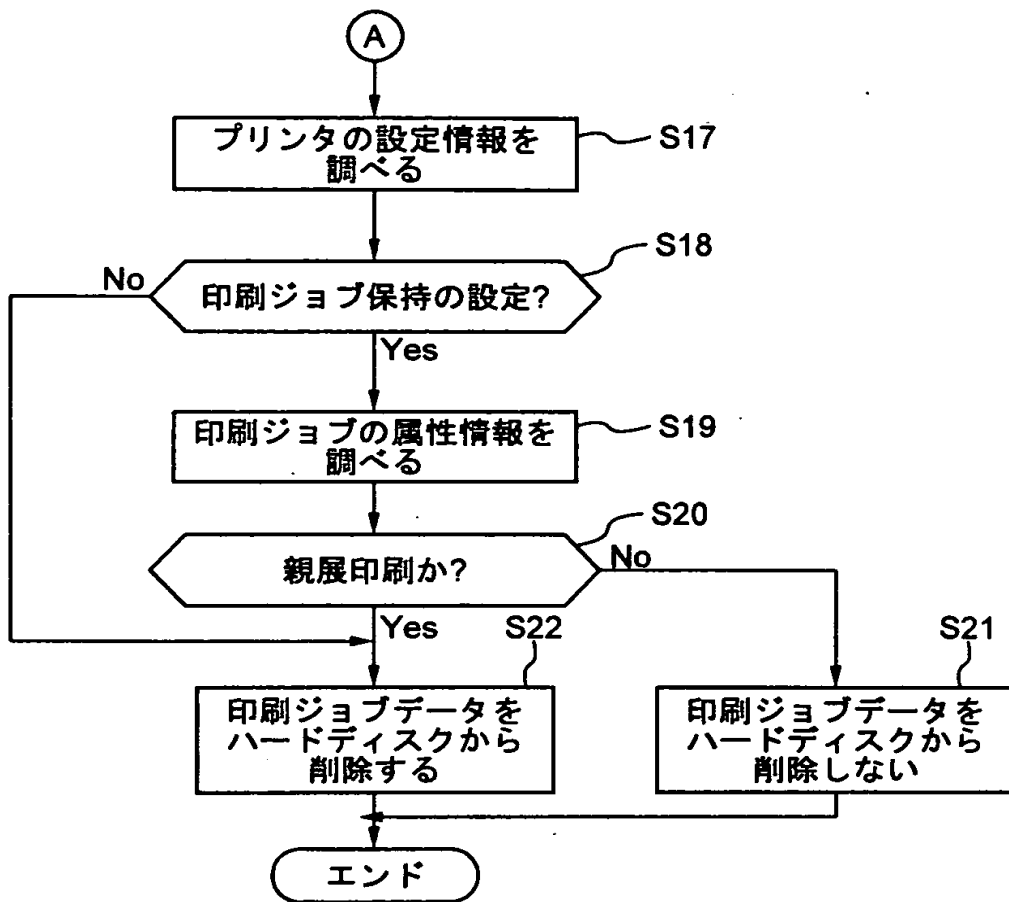 A
プリンタの設定情報を
調べる
S17
S18
No
印刷ジョブ保持の設定?
Yes
印刷ジョブの属性情報を
調べる
S19
S20
親展印刷か?
No
Yes
S22
S21
印刷ジョブデータを
ハードディスクから
削除する
印刷ジョブデータを
ハードディスクから
削除しない
エンド